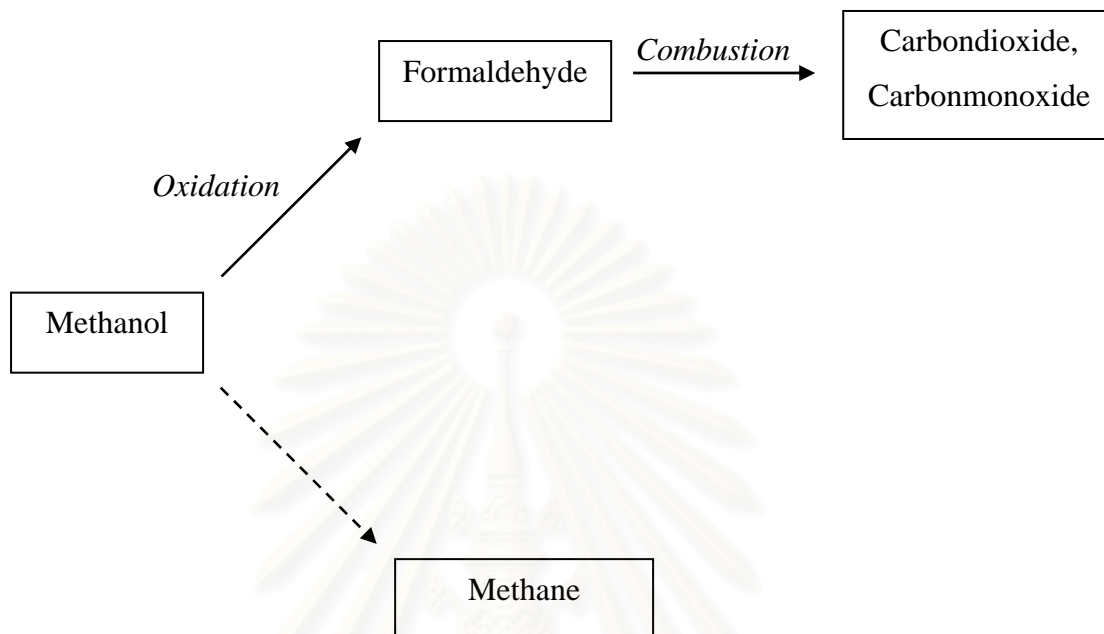 Formaldehyde
Combustion
Carbondioxide,
Carbonmonoxide
Oxidation
Methanol
Methane